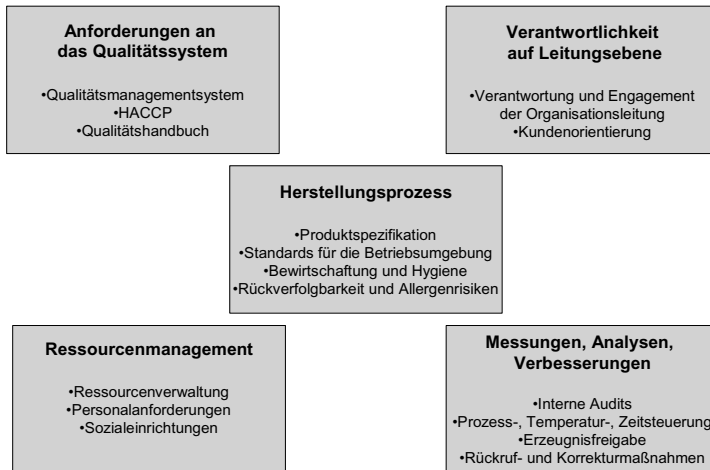 Anforderungen an
das Qualitätssystem
•Qualitätsmanagementsystem
•HACCP
•Qualitätshandbuch
Verantwortlichkeit
auf Leitungsebene
•Verantwortung und Engagement
der Organisationsleitung
•Kundenorientierung
Herstellungsprozess
•Produktspezifikation
•Standards für die Betriebsumgebung
•Bewirtschaftung und Hygiene
•Rückverfolgbarkeit und Allergenrisiken
Ressourcenmanagement
•Ressourcenverwaltung
•Personalanforderungen
•Sozialeinrichtungen
Messungen, Analysen,
Verbesserungen
•Interne Audits
•Prozess-, Temperatur-, Zeitsteuerung
•Erzeugnisfreigabe
•Rückruf- und Korrekturmaßnahmen